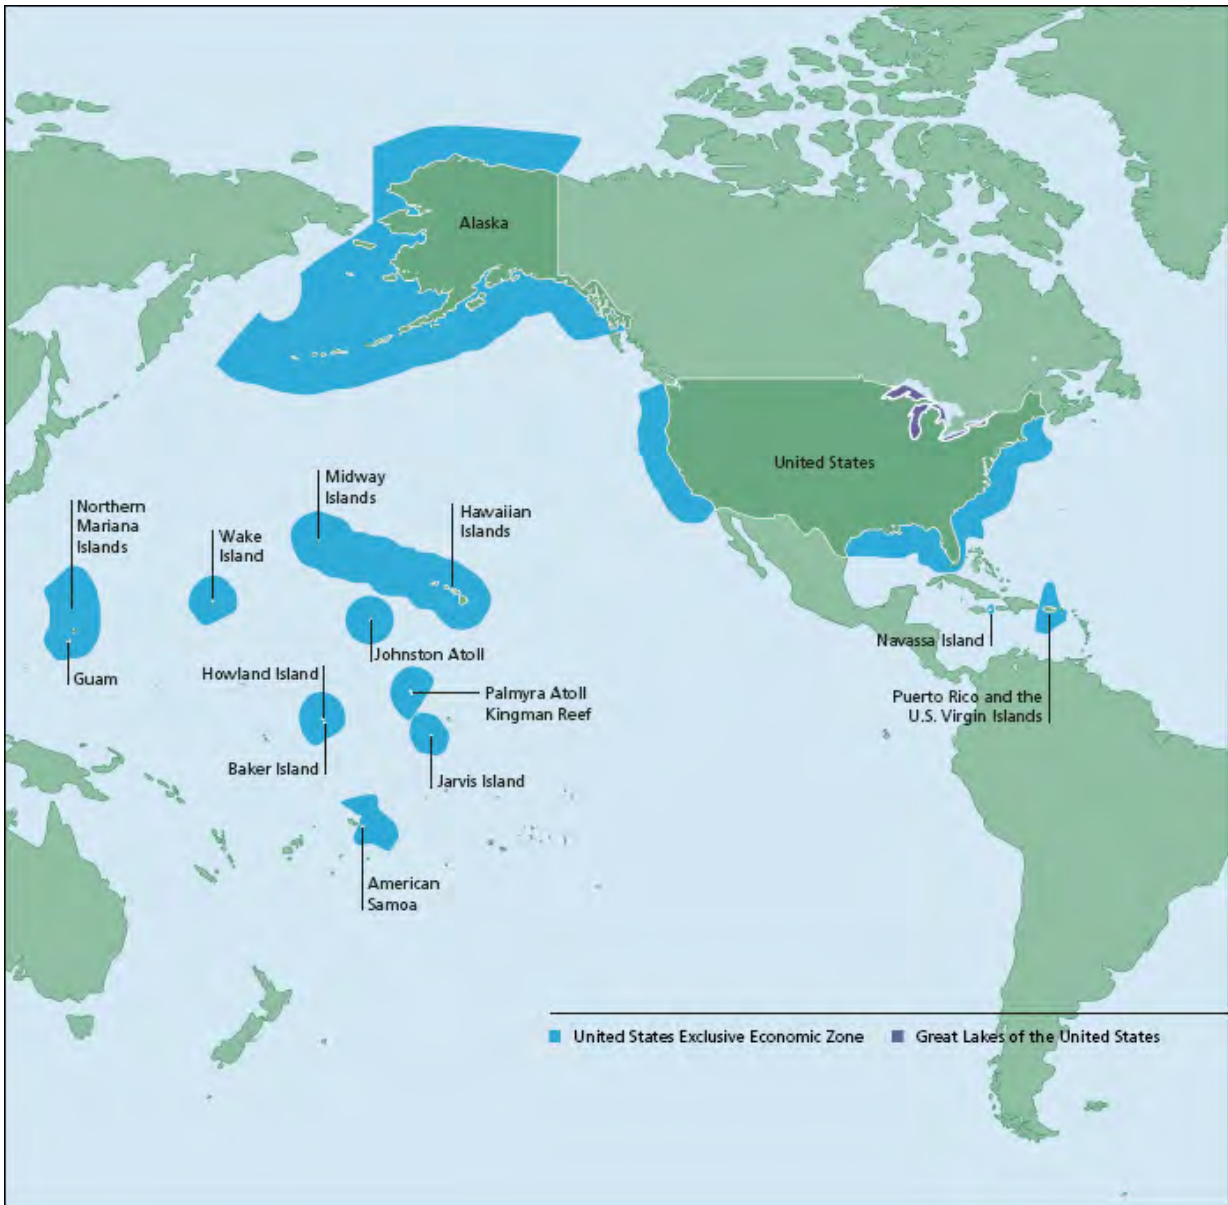 Alaska
United States
Midway
Islands
Hawaiian
Islands
Northern
Mariana
Islands
Wake
Island
Guam
Johnston Atoll
Howland Island
Palmyra Atoll
Kingman Reef
Baker Island
Jarvis Island
American
Samoa
Navassa Island
Puerto Rico and the
U.S. Virgin Islands
United States Exclusive Economic Zone
Great Lakes of the United States